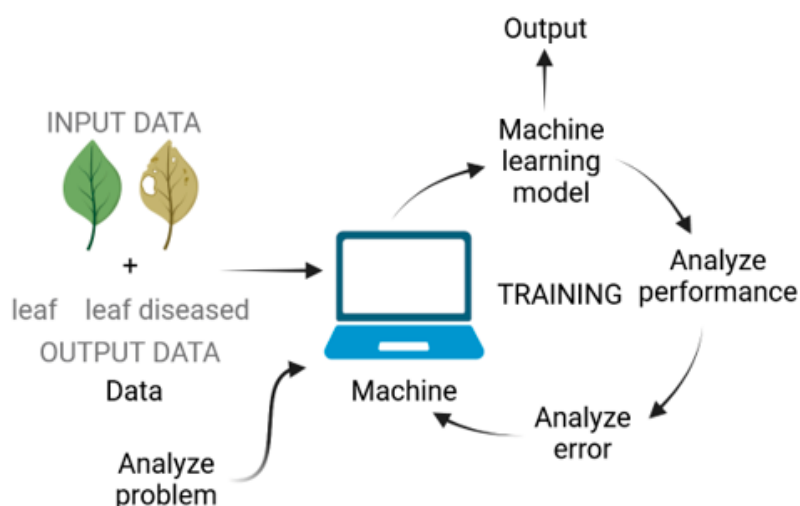 Output
INPUT DATA
Machine
learning
model
+
leaf leaf diseased
OUTPUT DATA
Data
TRAINING
Analyze
performance
Machine
Analyze
error
Analyze
problem